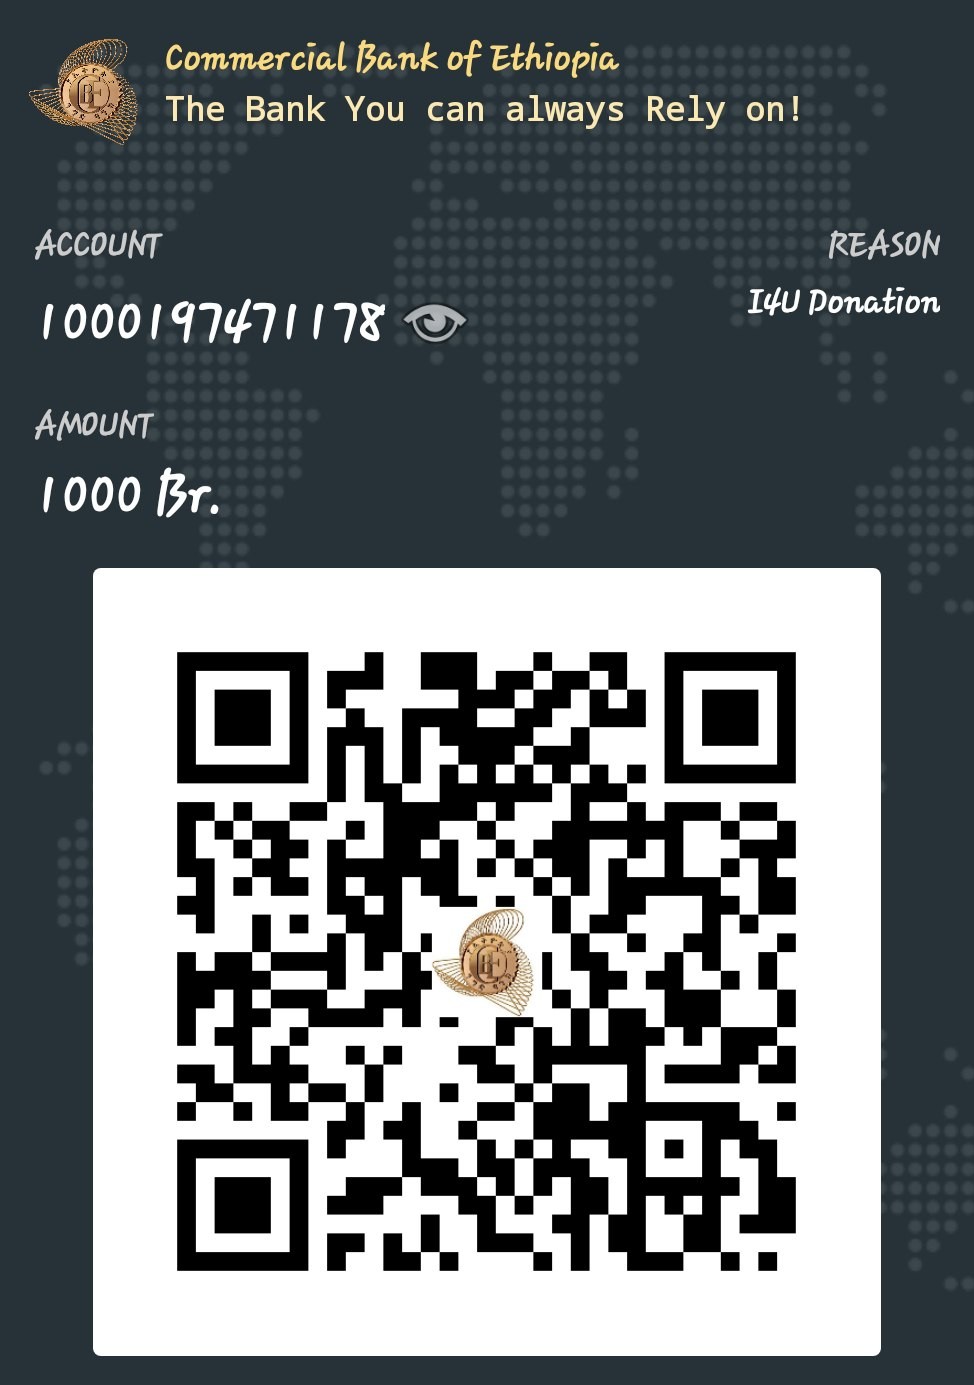 Commercial Bank of Ethiopia
The Bank You can always Rely on!
ACCOUNT
REASON
1000197471178
I4U Donation
AMOUNT
1000 Br.